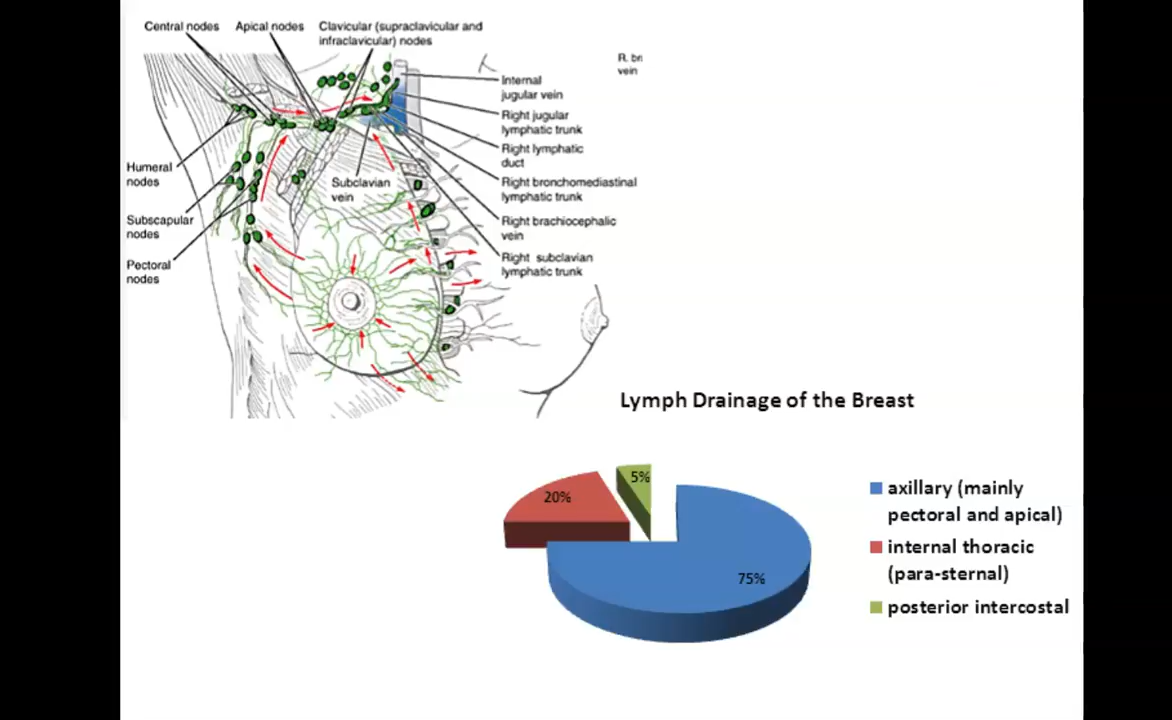 Central nodes
Apical nodes
Clavicular (supraclavicular and
infraclavicular) nodes
R. br
vein
Internal
jugular vein
Right jugular
lymphatic trunk
Right lymphatic
duct
Right bronchomediastinal
lymphatic trunk
Right brachiocephalic
vein
Right subclavian
lymphatic trunk
Subclavian
vein
Humeral
nodes
Subscapular
nodes
Pectoral
nodes
Lymph Drainage of the Breast
5%
20%
75%
axillary (mainly
pectoral and apical)
internal thoracic
(para-sternal)
posterior intercostal